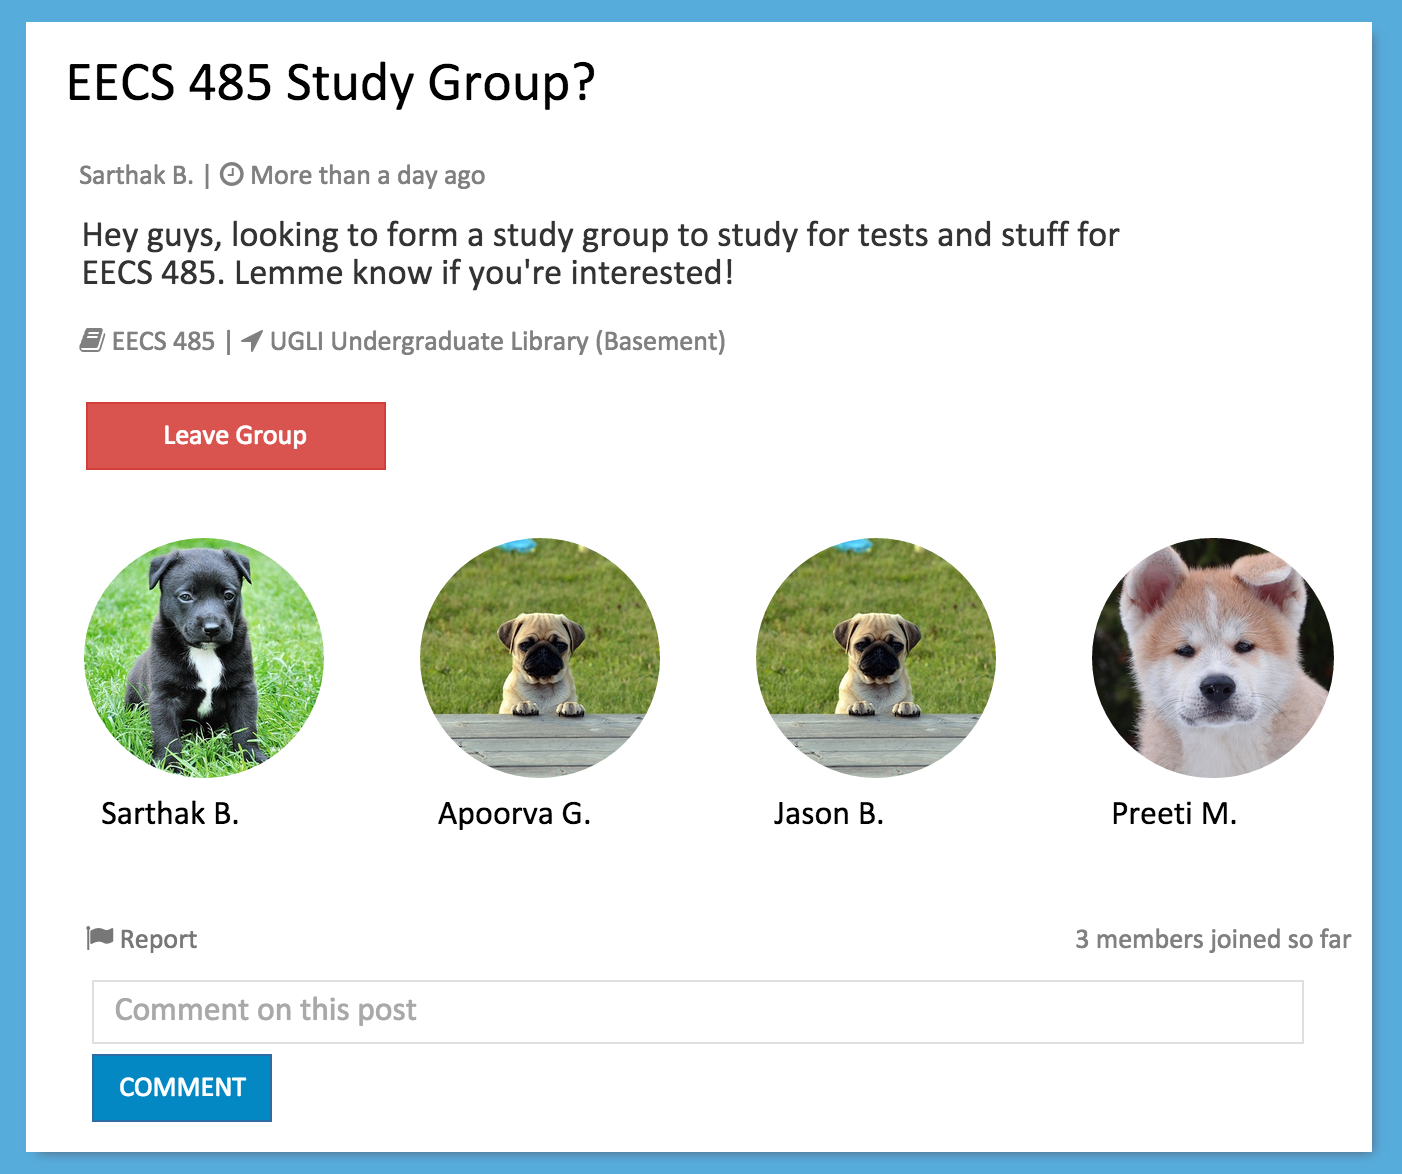 EECS 485 Study Group?
Sarthak B. | More than a day ago
Hey guys, looking to form a study group to study for tests and stuff for
EECS 485. Lemme know if you're interested!
EECS 485 | UGLI Undergraduate Library (Basement)
Leave Group
Sarthak B.
Apoorva G.
Jason B.
Preeti M.
Report
3 members joined so far
Comment on this post
COMMENT